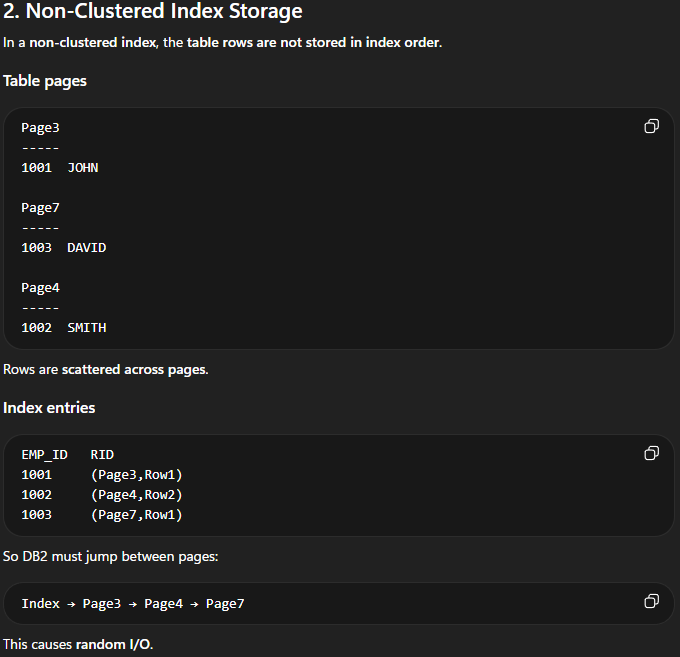 2. Non-Clustered Index Storage
In a non-clustered index, the table rows are not stored in index order.
Table pages
Page3
-----
1001  JOHN
Page7
-----
1003  DAVID
Page4
-----
1002  SMITH
Rows are scattered across pages.
Index entries
EMP_ID   RID
1001     (Page3,Row1)
1002     (Page4,Row2)
1003     (Page7,Row1)
So DB2 must jump between pages:
Index → Page3 → Page4 → Page7
This causes random I/O.